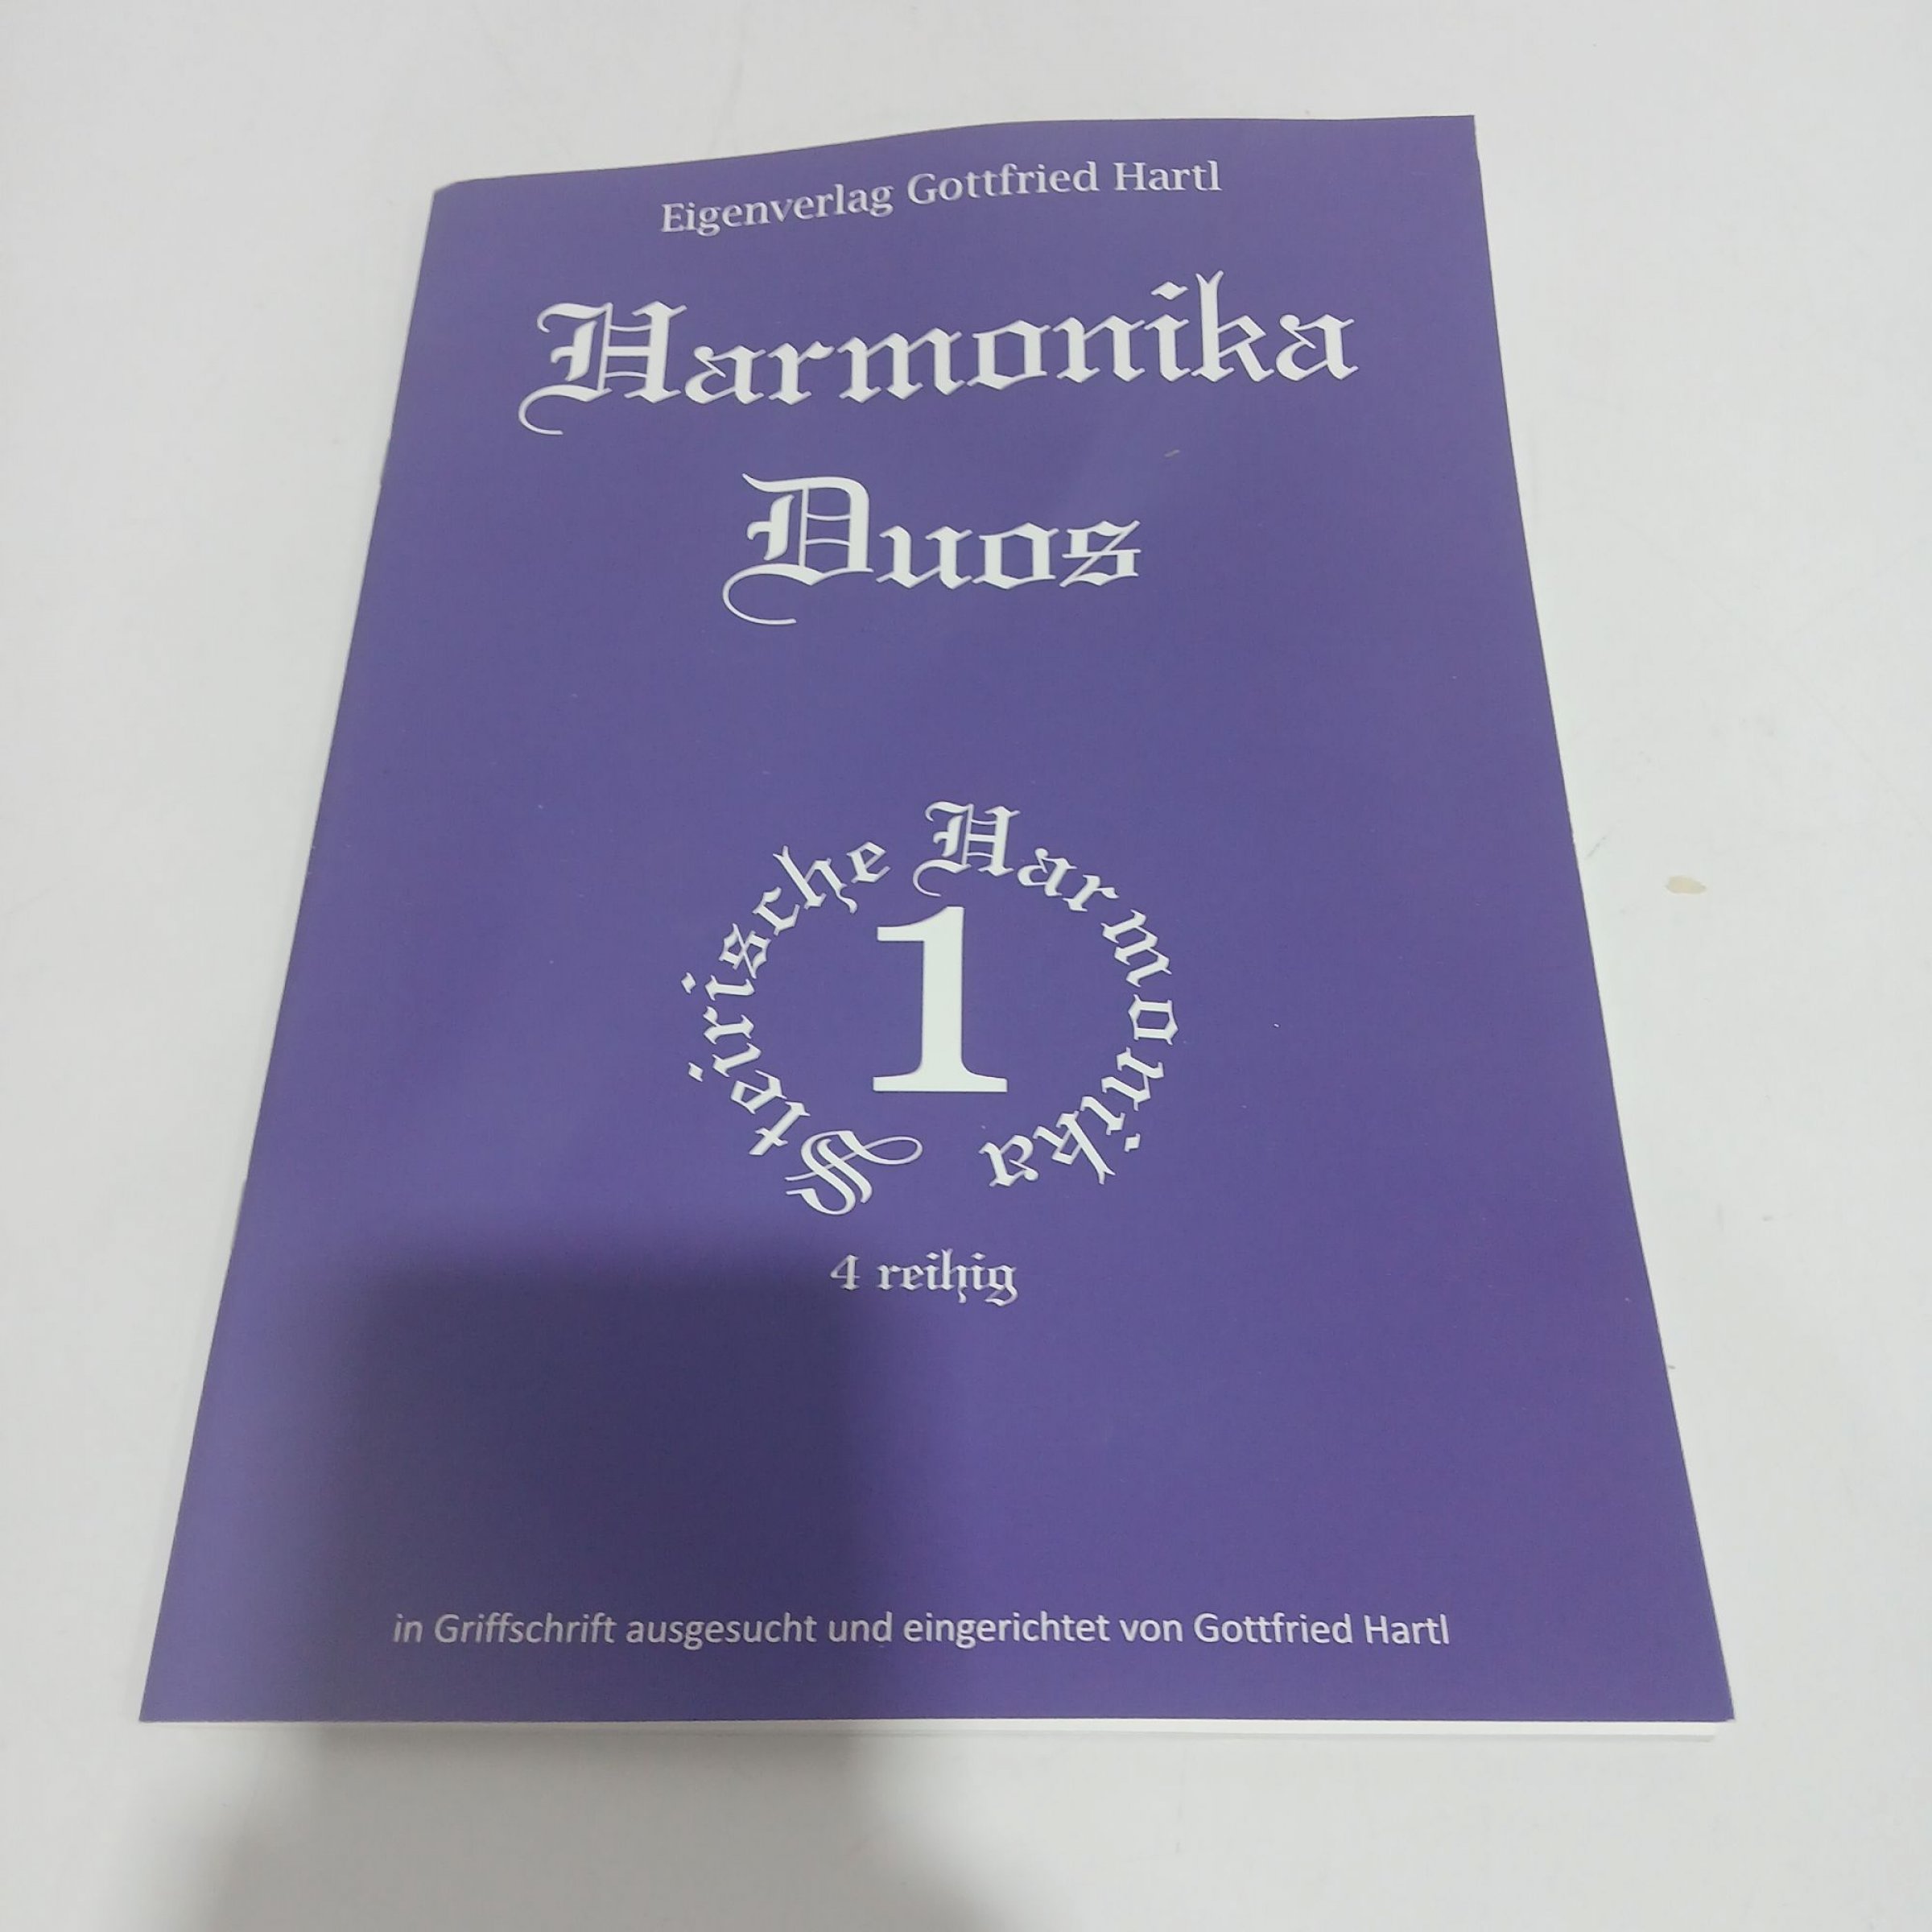 Eigenverlag Gottfried Hartl
Harmonika
Duos
Steirische Harmonika
1
4 reihig
in Griffschrift ausgesucht und eingerichtet von Gottfried Hartl